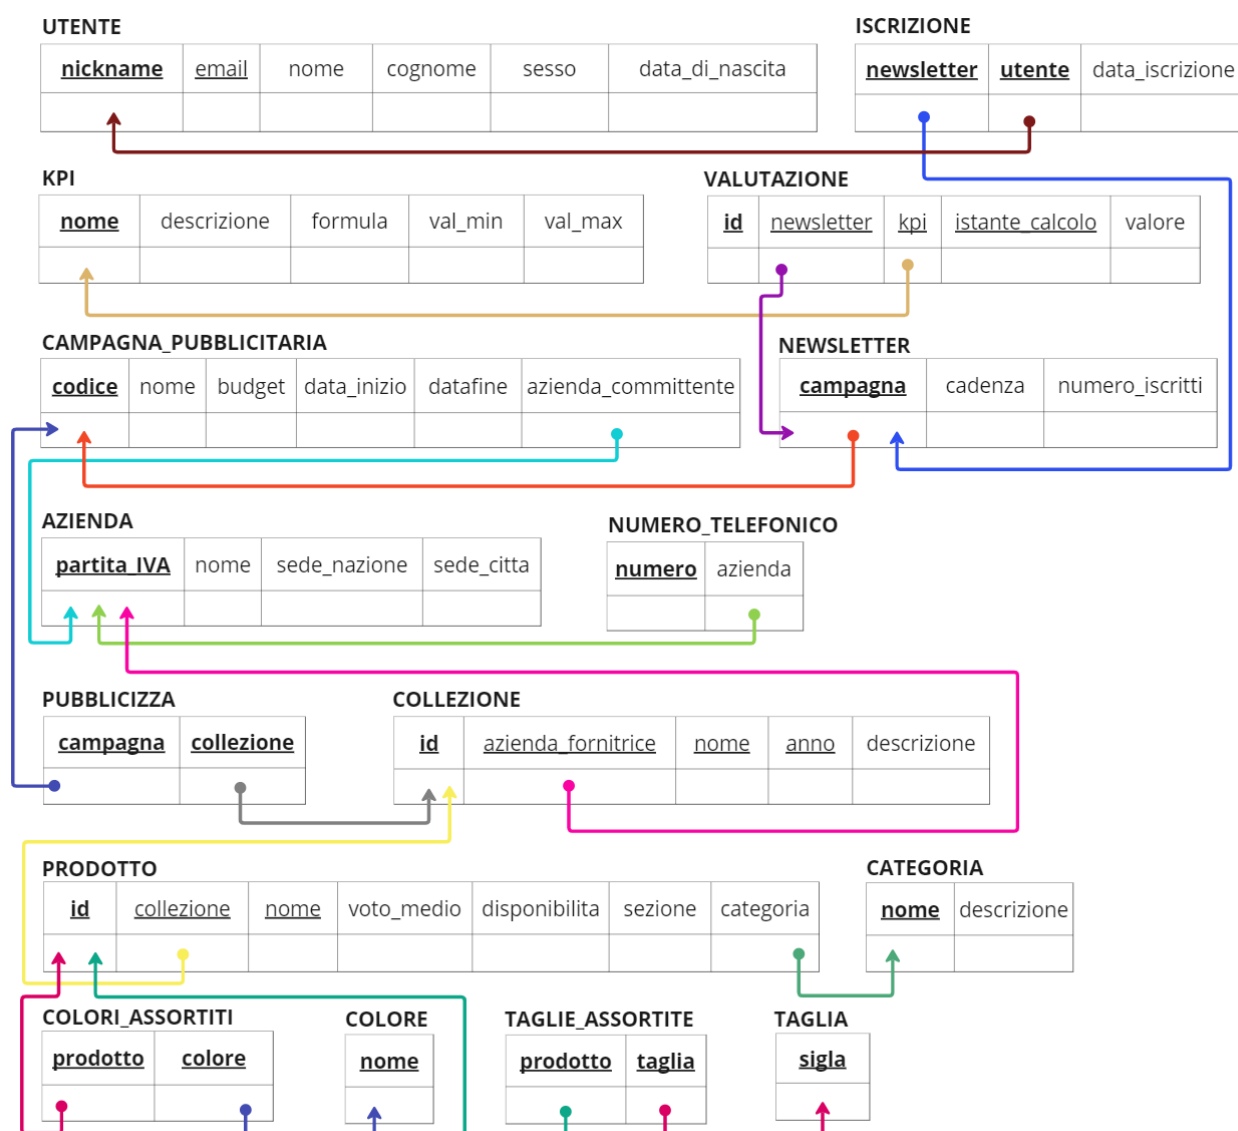 UTENTE
nickname email nome cognome sesso data_di_nascita
ISCRIZIONE
newsletter utente data_iscrizione
KPI
nome descrizione formula val_min val_max
VALUTAZIONE
id newsletter kpi istante_calcolo valore
CAMPAGNA_PUBBLICITARIA
codice nome budget data_inizio datafine azienda_committente
NEWSLETTER
campagna cadenza numero_iscritti
AZIENDA
partita_IVA nome sede_nazione sede_citta
NUMERO_TELEFONICO
numero azienda
PUBBLICIZZA
campagna collezione
COLLEZIONE
id azienda_fornitrice nome anno descrizione
PRODOTTO
id collezione nome voto_medio disponibilita sezione categoria
CATEGORIA
nome descrizione
COLORI_ASSORTITI
prodotto colore
COLORE
nome
TAGLIE_ASSORTITE
prodotto taglia
TAGLIA
sigla